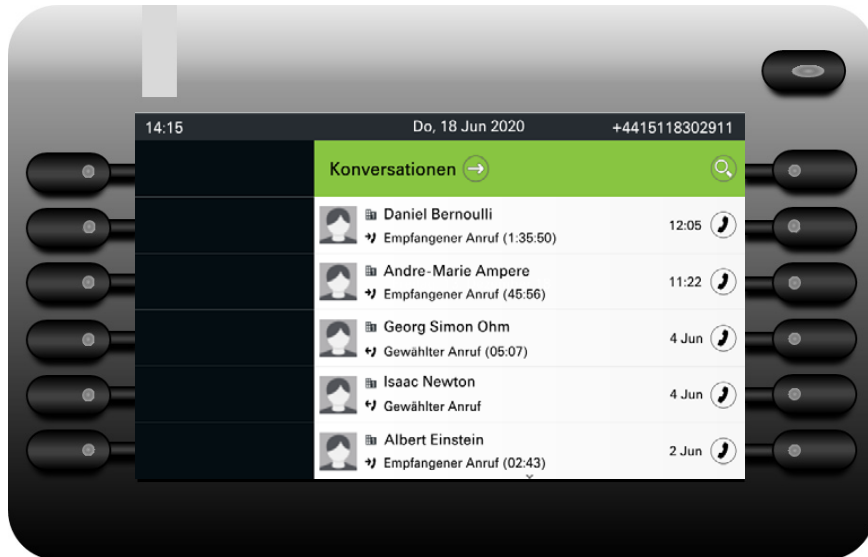 14:15 Do, 18 Jun 2020 +4415118302911
Konversationen
Daniel Bernoulli
Empfangener Anruf (1:35:50) 12:05
Andre-Marie Ampere
Empfangener Anruf (45:56) 11:22
Georg Simon Ohm
Gewählter Anruf (05:07) 4 Jun
Isaac Newton
Gewählter Anruf 4 Jun
Albert Einstein
Empfangener Anruf (02:43) 2 Jun